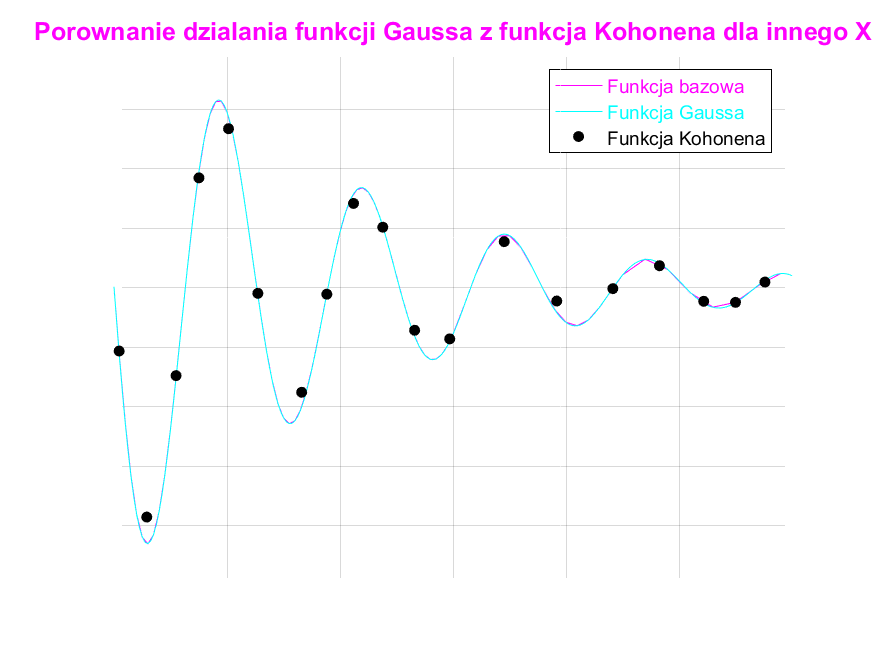 Porownanie dzialania funkcji Gaussa z funkcja Kohonena dla innego X
Funkcja bazowa
Funkcja Gaussa
Funkcja Kohonena